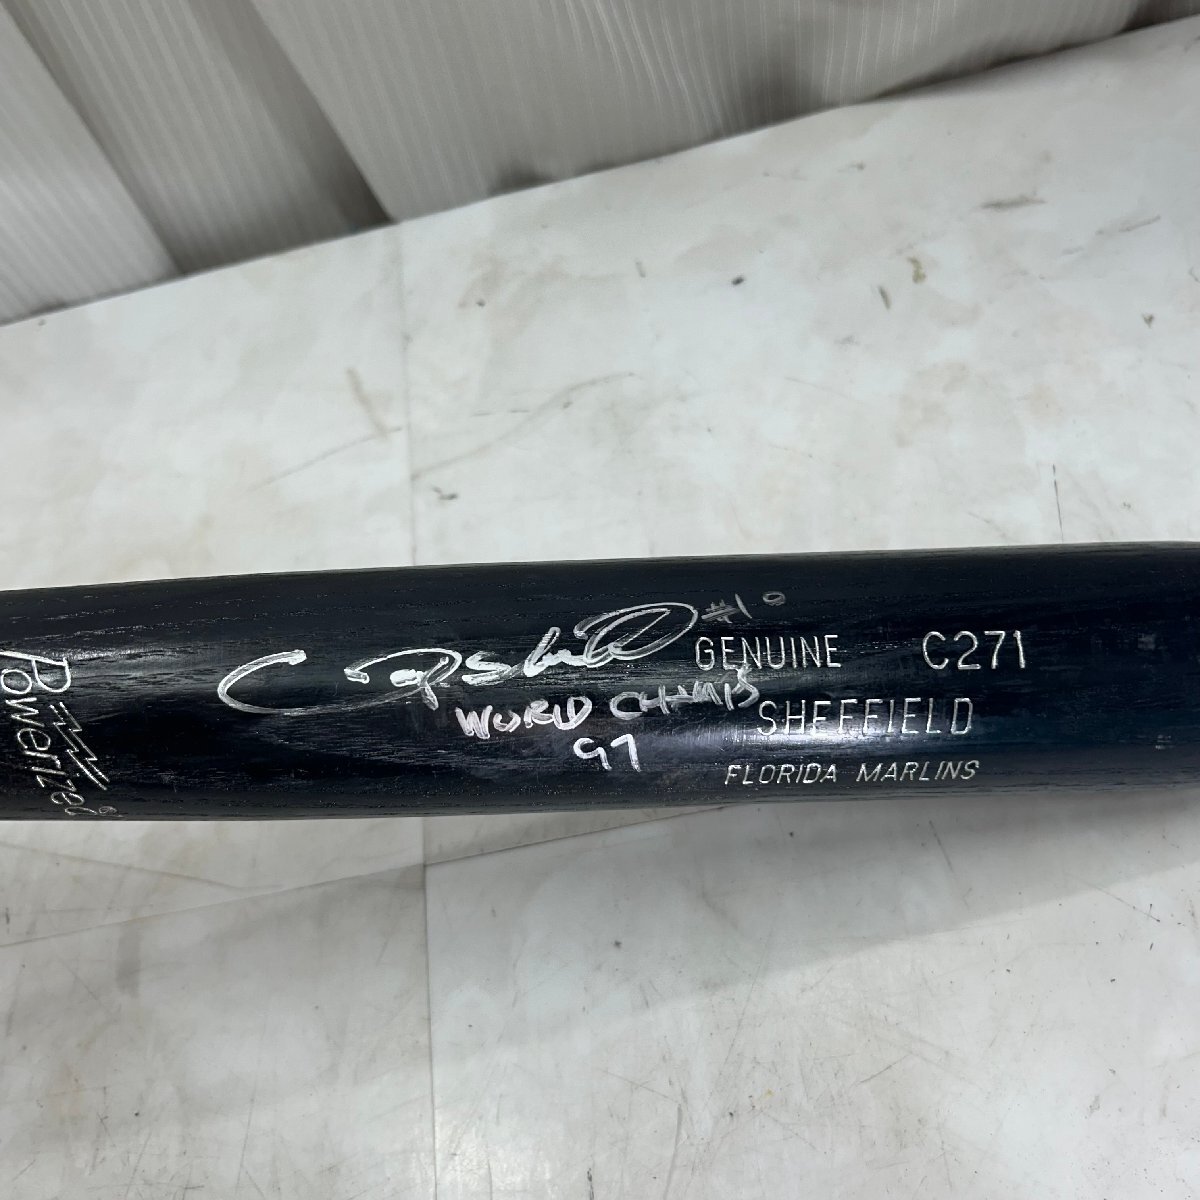 Powerized
#10
GENUINE C271
WORLD CHAMPS
SHEFFIELD
97
FLORIDA MARLINS